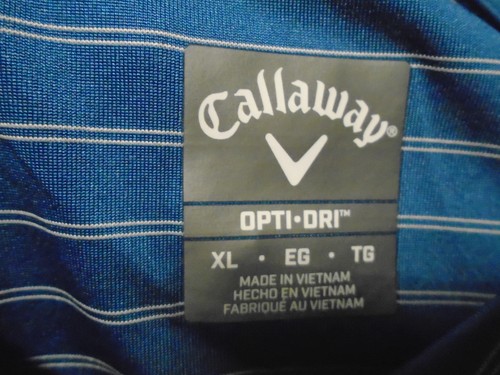 Callaway®
OPTI•DRI™
XL • EG • TG
MADE IN VIETNAM
HECHO EN VIETNAM
FABRIQUÉ AU VIETNAM